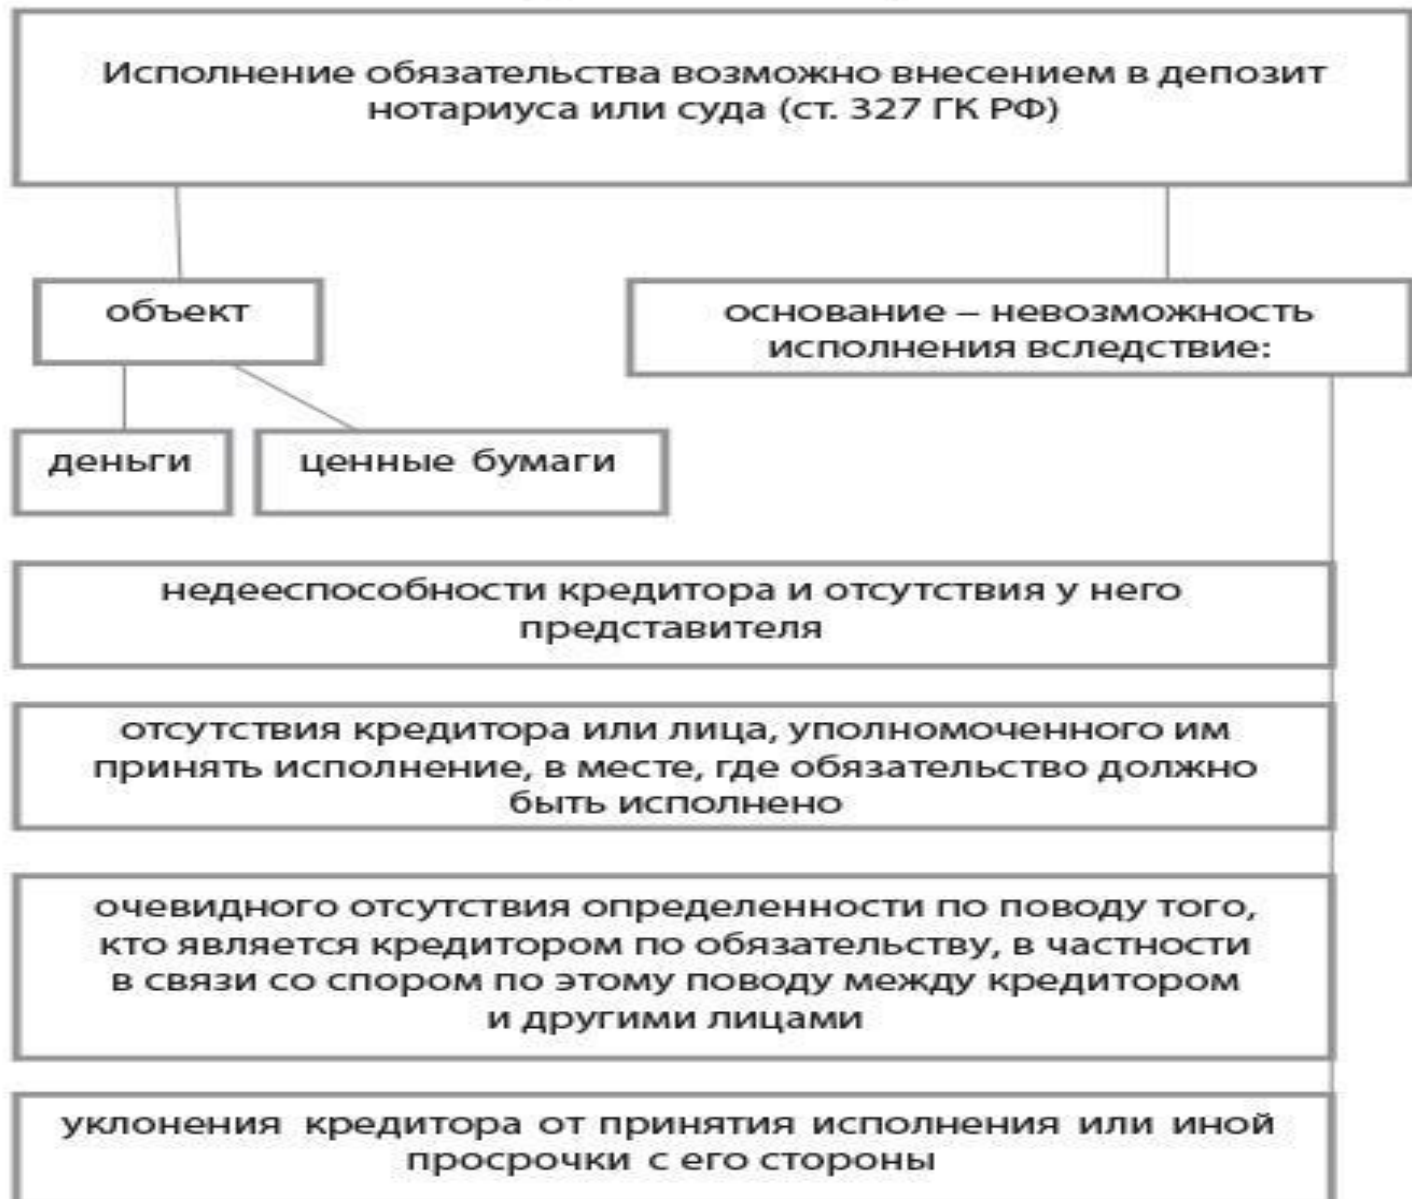 Исполнение обязательства возможно внесением в депозит
нотариуса или суда (ст. 327 ГК РФ)
объект
основание – невозможность
исполнения вследствие:
деньги
ценные бумаги
недееспособности кредитора и отсутствия у него
представителя
отсутствия кредитора или лица, уполномоченного им
принять исполнение, в месте, где обязательство должно
быть исполнено
очевидного отсутствия определенности по поводу того,
кто является кредитором по обязательству, в частности
в связи со спором по этому поводу между кредитором
и другими лицами
уклонения кредитора от принятия исполнения или иной
просрочки с его стороны